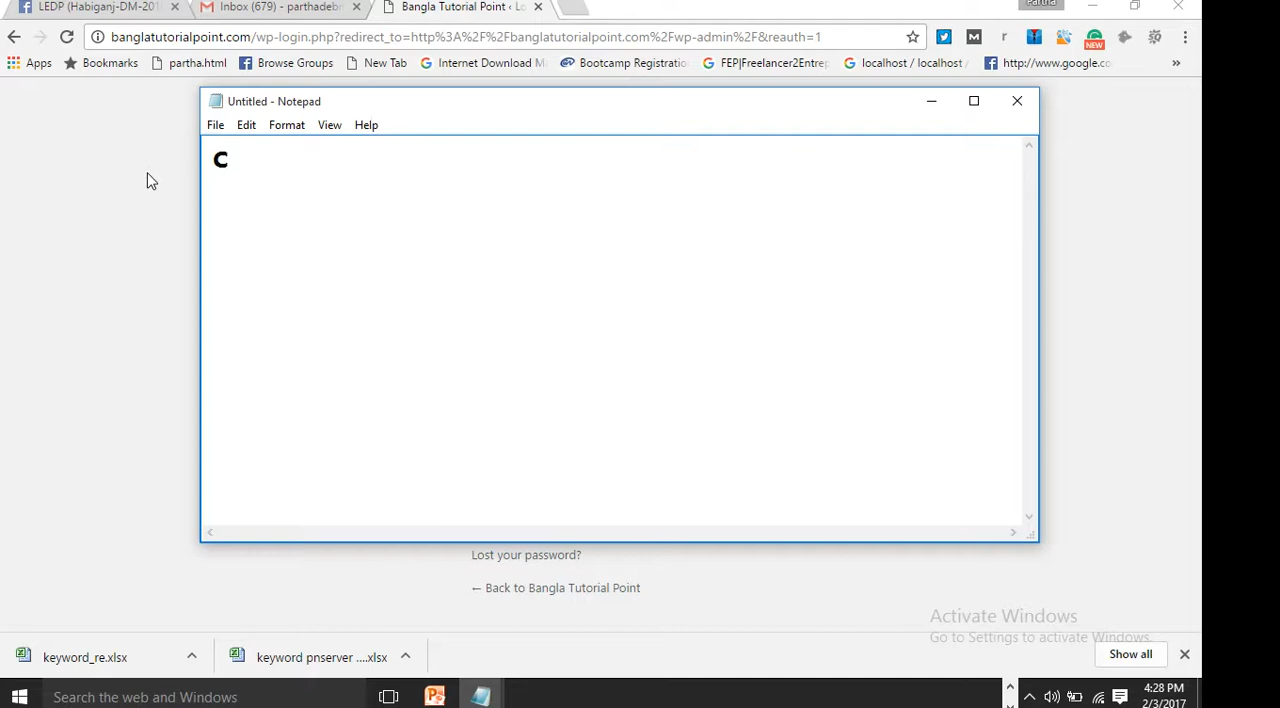 LEDP (Habiganj-DM-201
Inbox (679) - parthadebn
Bangla Tutorial Point ‹ Lo
Partha
banglatutorialpoint.com/wp-login.php?redirect_to=http%3A%2F%2Fbanglatutorialpoint.com%2Fwp-admin%2F&reauth=1
NEW
Apps Bookmarks partha.html Browse Groups New Tab Internet Download M Bootcamp Registratio FEP|Freelancer2Entrep localhost / localhost / http://www.google.co »
Untitled - Notepad
File Edit Format View Help
C
Lost your password?
← Back to Bangla Tutorial Point
Activate Windows
Go to Settings to activate Windows.
keyword_re.xlsx
keyword pnserver ....xlsx
Show all
Search the web and Windows
4:28 PM
2/3/2017